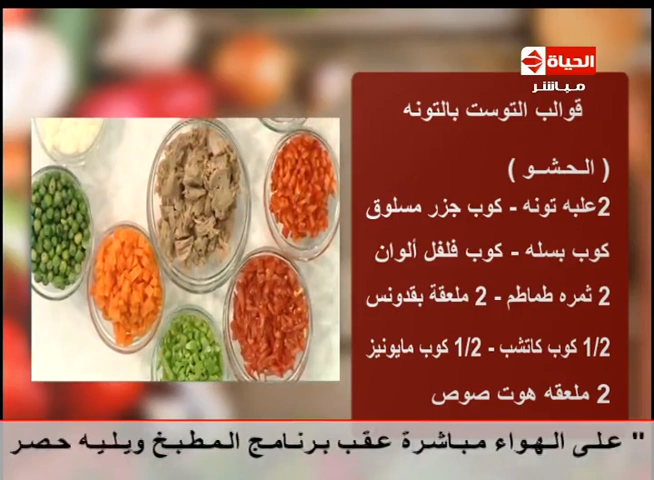 الحياة
مباشر
قوالب التوست بالتونه
( الحشو )
2علبه تونه - كوب جزر مسلوق
كوب بسله - كوب فلفل ألوان
2 ثمره طماطم - 2 ملعقة بقدونس
1/2 كوب كاتشب - 1/2 كوب مايونيز
2 ملعقه هوت صوص
" على الهواء مباشرة عقب برنامج المطبخ ويليه حصر